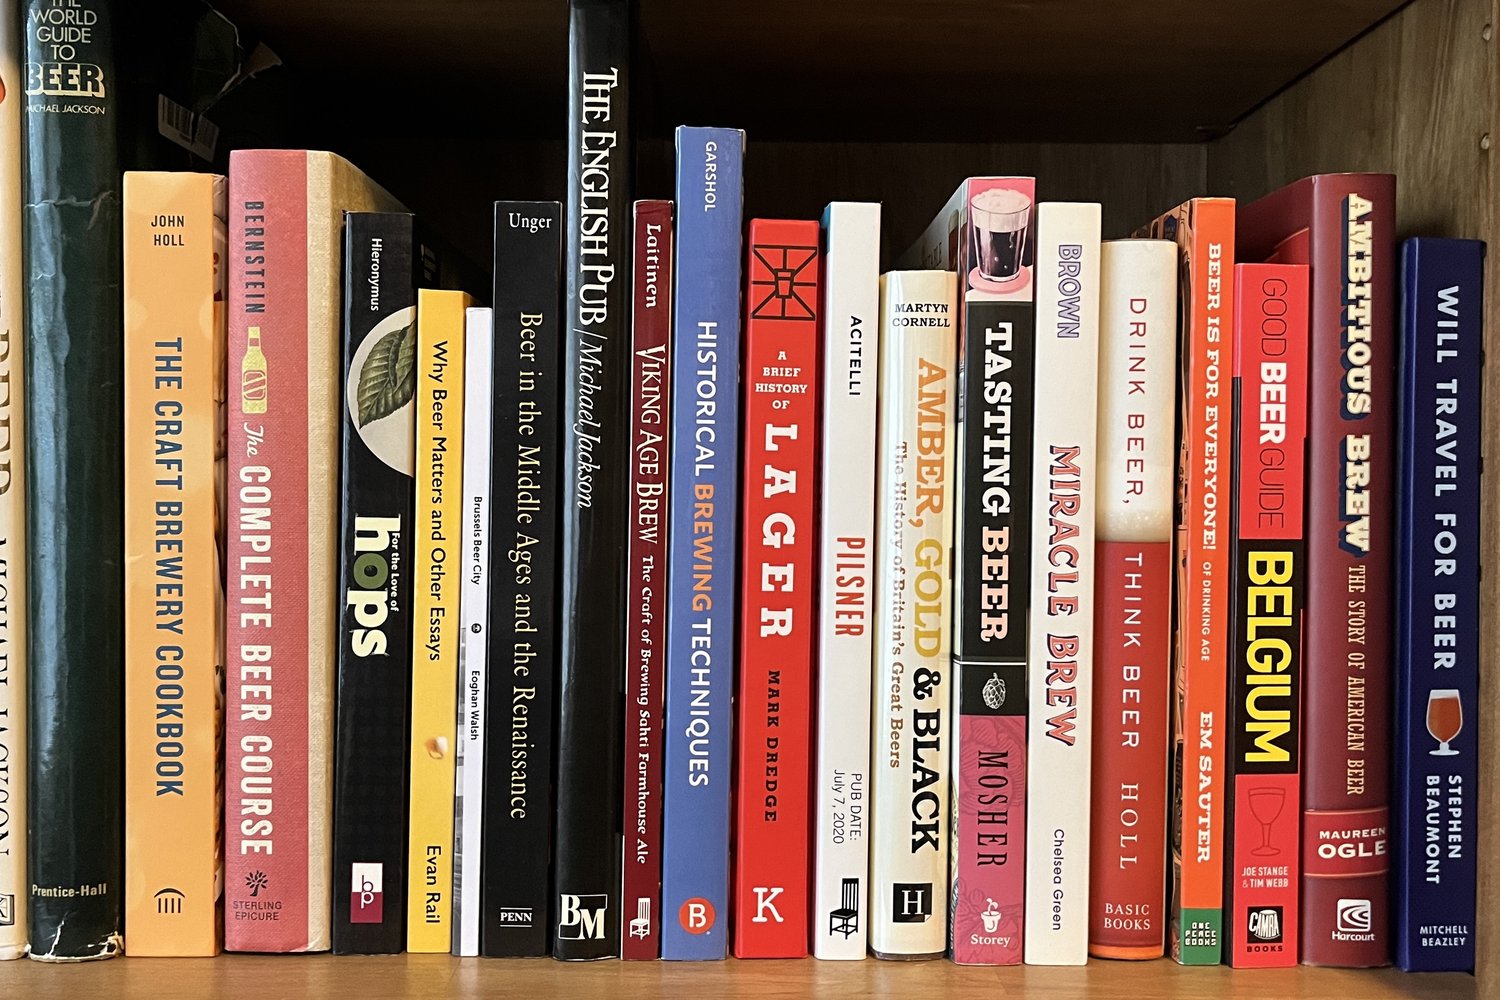 BEER MICHAEL JACKSON
THE
WORLD
GUIDE
TO
BEER
MICHAEL JACKSON
Prentice-Hall
JOHN
HOLL
THE CRAFT BREWERY COOKBOOK
BERNSTEIN
The COMPLETE BEER COURSE
STERLING
EPICURE
Hieronymus
For the Love of
hops
bp
Why Beer Matters and Other Essays
Evan Rail
Brussels Beer City
Eoghan Walsh
Unger
Beer in the Middle Ages and the Renaissance
PENN
THE ENGLISH PUB / Michael Jackson
BM
Laitinen
VIKING AGE BREW The Craft of Brewing Sahti Farmhouse Ale
GARSHOL
HISTORICAL BREWING TECHNIQUES
B
A
BRIEF
HISTORY
OF
LAGER
MARK DREDGE
K
ACITELLI
PILSNER
PUB DATE:
July 7, 2020
MARTYN
CORNELL
AMBER, GOLD & BLACK
The History of Britain's Great Beers
H
TASTING BEER
MOSHER
Storey
BROWN
MIRACLE BREW
Chelsea Green
DRINK BEER,
THINK BEER
HOLL
BASIC
BOOKS
BEER IS FOR EVERYONE!
OF DRINKING AGE
EM SAUTER
ONE
PEACE
BOOKS
GOOD BEER GUIDE
BELGIUM
JOE STANGE
& TIM WEBB
CAMRA
BOOKS
AMBITIOUS BREW
THE STORY OF AMERICAN BEER
MAUREEN
OGLE
Harcourt
WILL TRAVEL FOR BEER
STEPHEN
BEAUMONT
MITCHELL
BEAZLEY